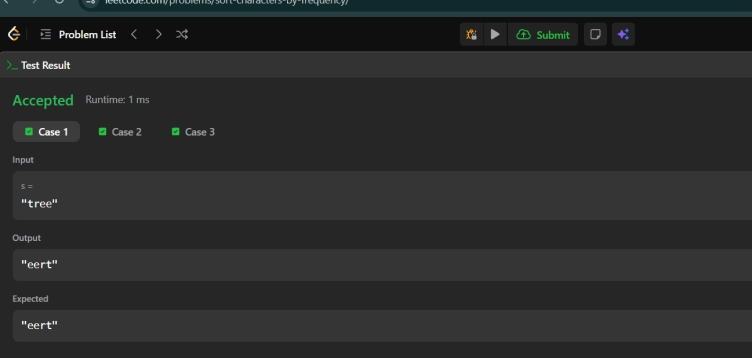 leetcode.com/problems/sort-characters-by-frequency/
Problem List
Submit
Test Result
Accepted Runtime: 1 ms
Case 1 Case 2 Case 3
Input
s =
"tree"
Output
"eert"
Expected
"eert"